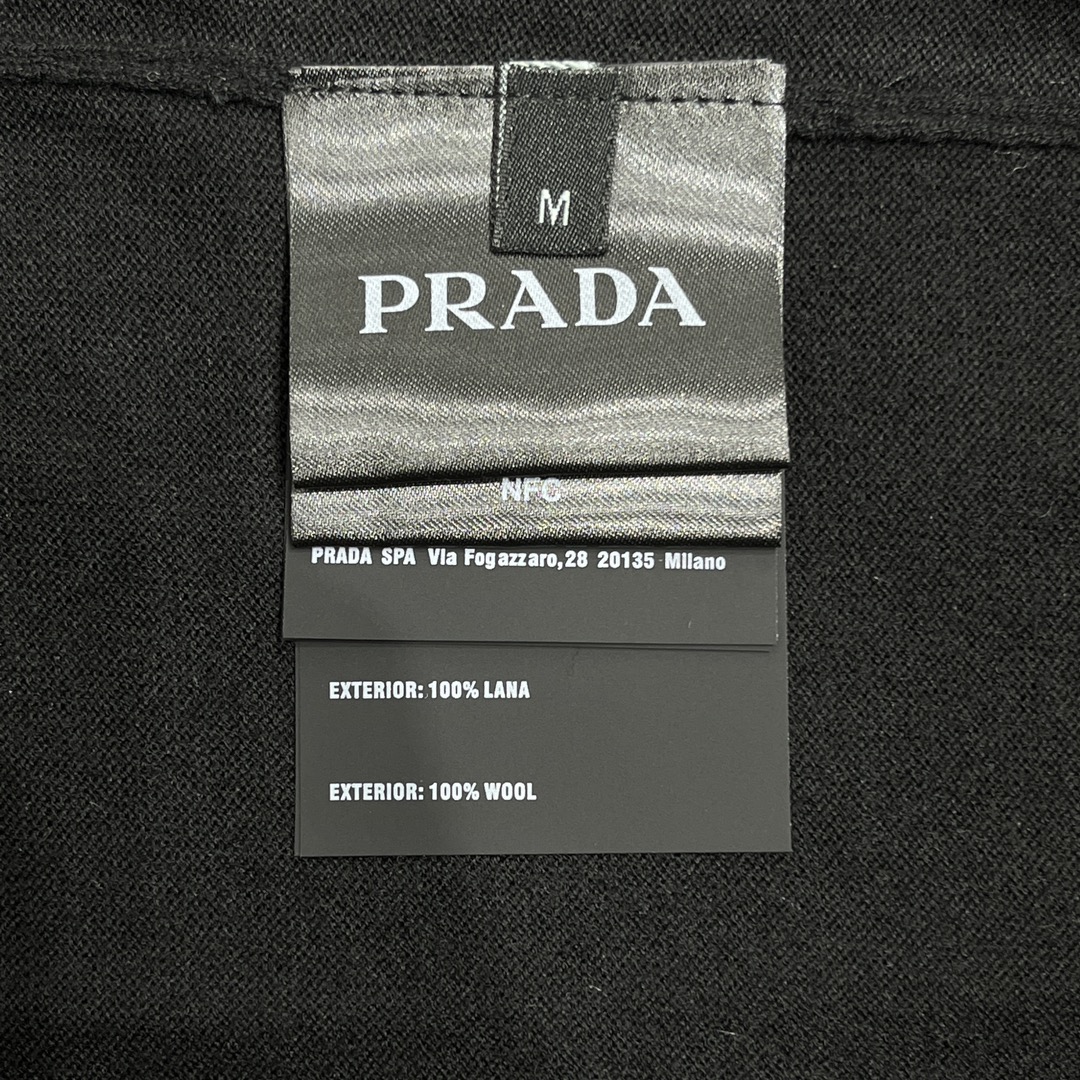 M
PRADA
NFC
PRADA SPA Via Fogazzaro,28 20135 Milano
EXTERIOR: 100% LANA
EXTERIOR: 100% WOOL